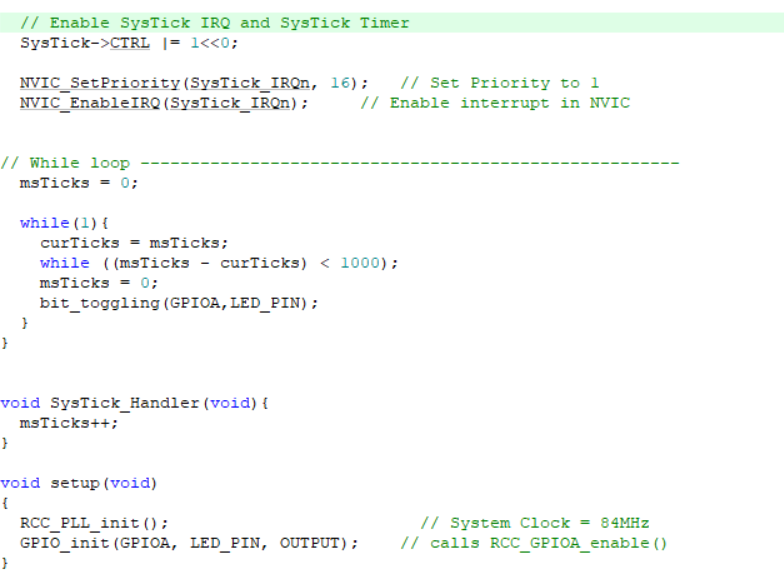 // Enable SysTick IRQ and SysTick Timer
SysTick->CTRL |= 1<<0;
NVIC_SetPriority(SysTick_IRQn, 16);   // Set Priority to 1
NVIC_EnableIRQ(SysTick_IRQn);     // Enable interrupt in NVIC
// While loop ------------------------------------------------------
msTicks = 0;
while(1){
curTicks = msTicks;
while ((msTicks - curTicks) < 1000);
msTicks = 0;
bit_toggling(GPIOA,LED_PIN);
}
}
void SysTick_Handler(void){
msTicks++;
}
void setup(void)
{
RCC_PLL_init();                         // System Clock = 84MHz
GPIO_init(GPIOA, LED_PIN, OUTPUT);    // calls RCC_GPIOA_enable()
}